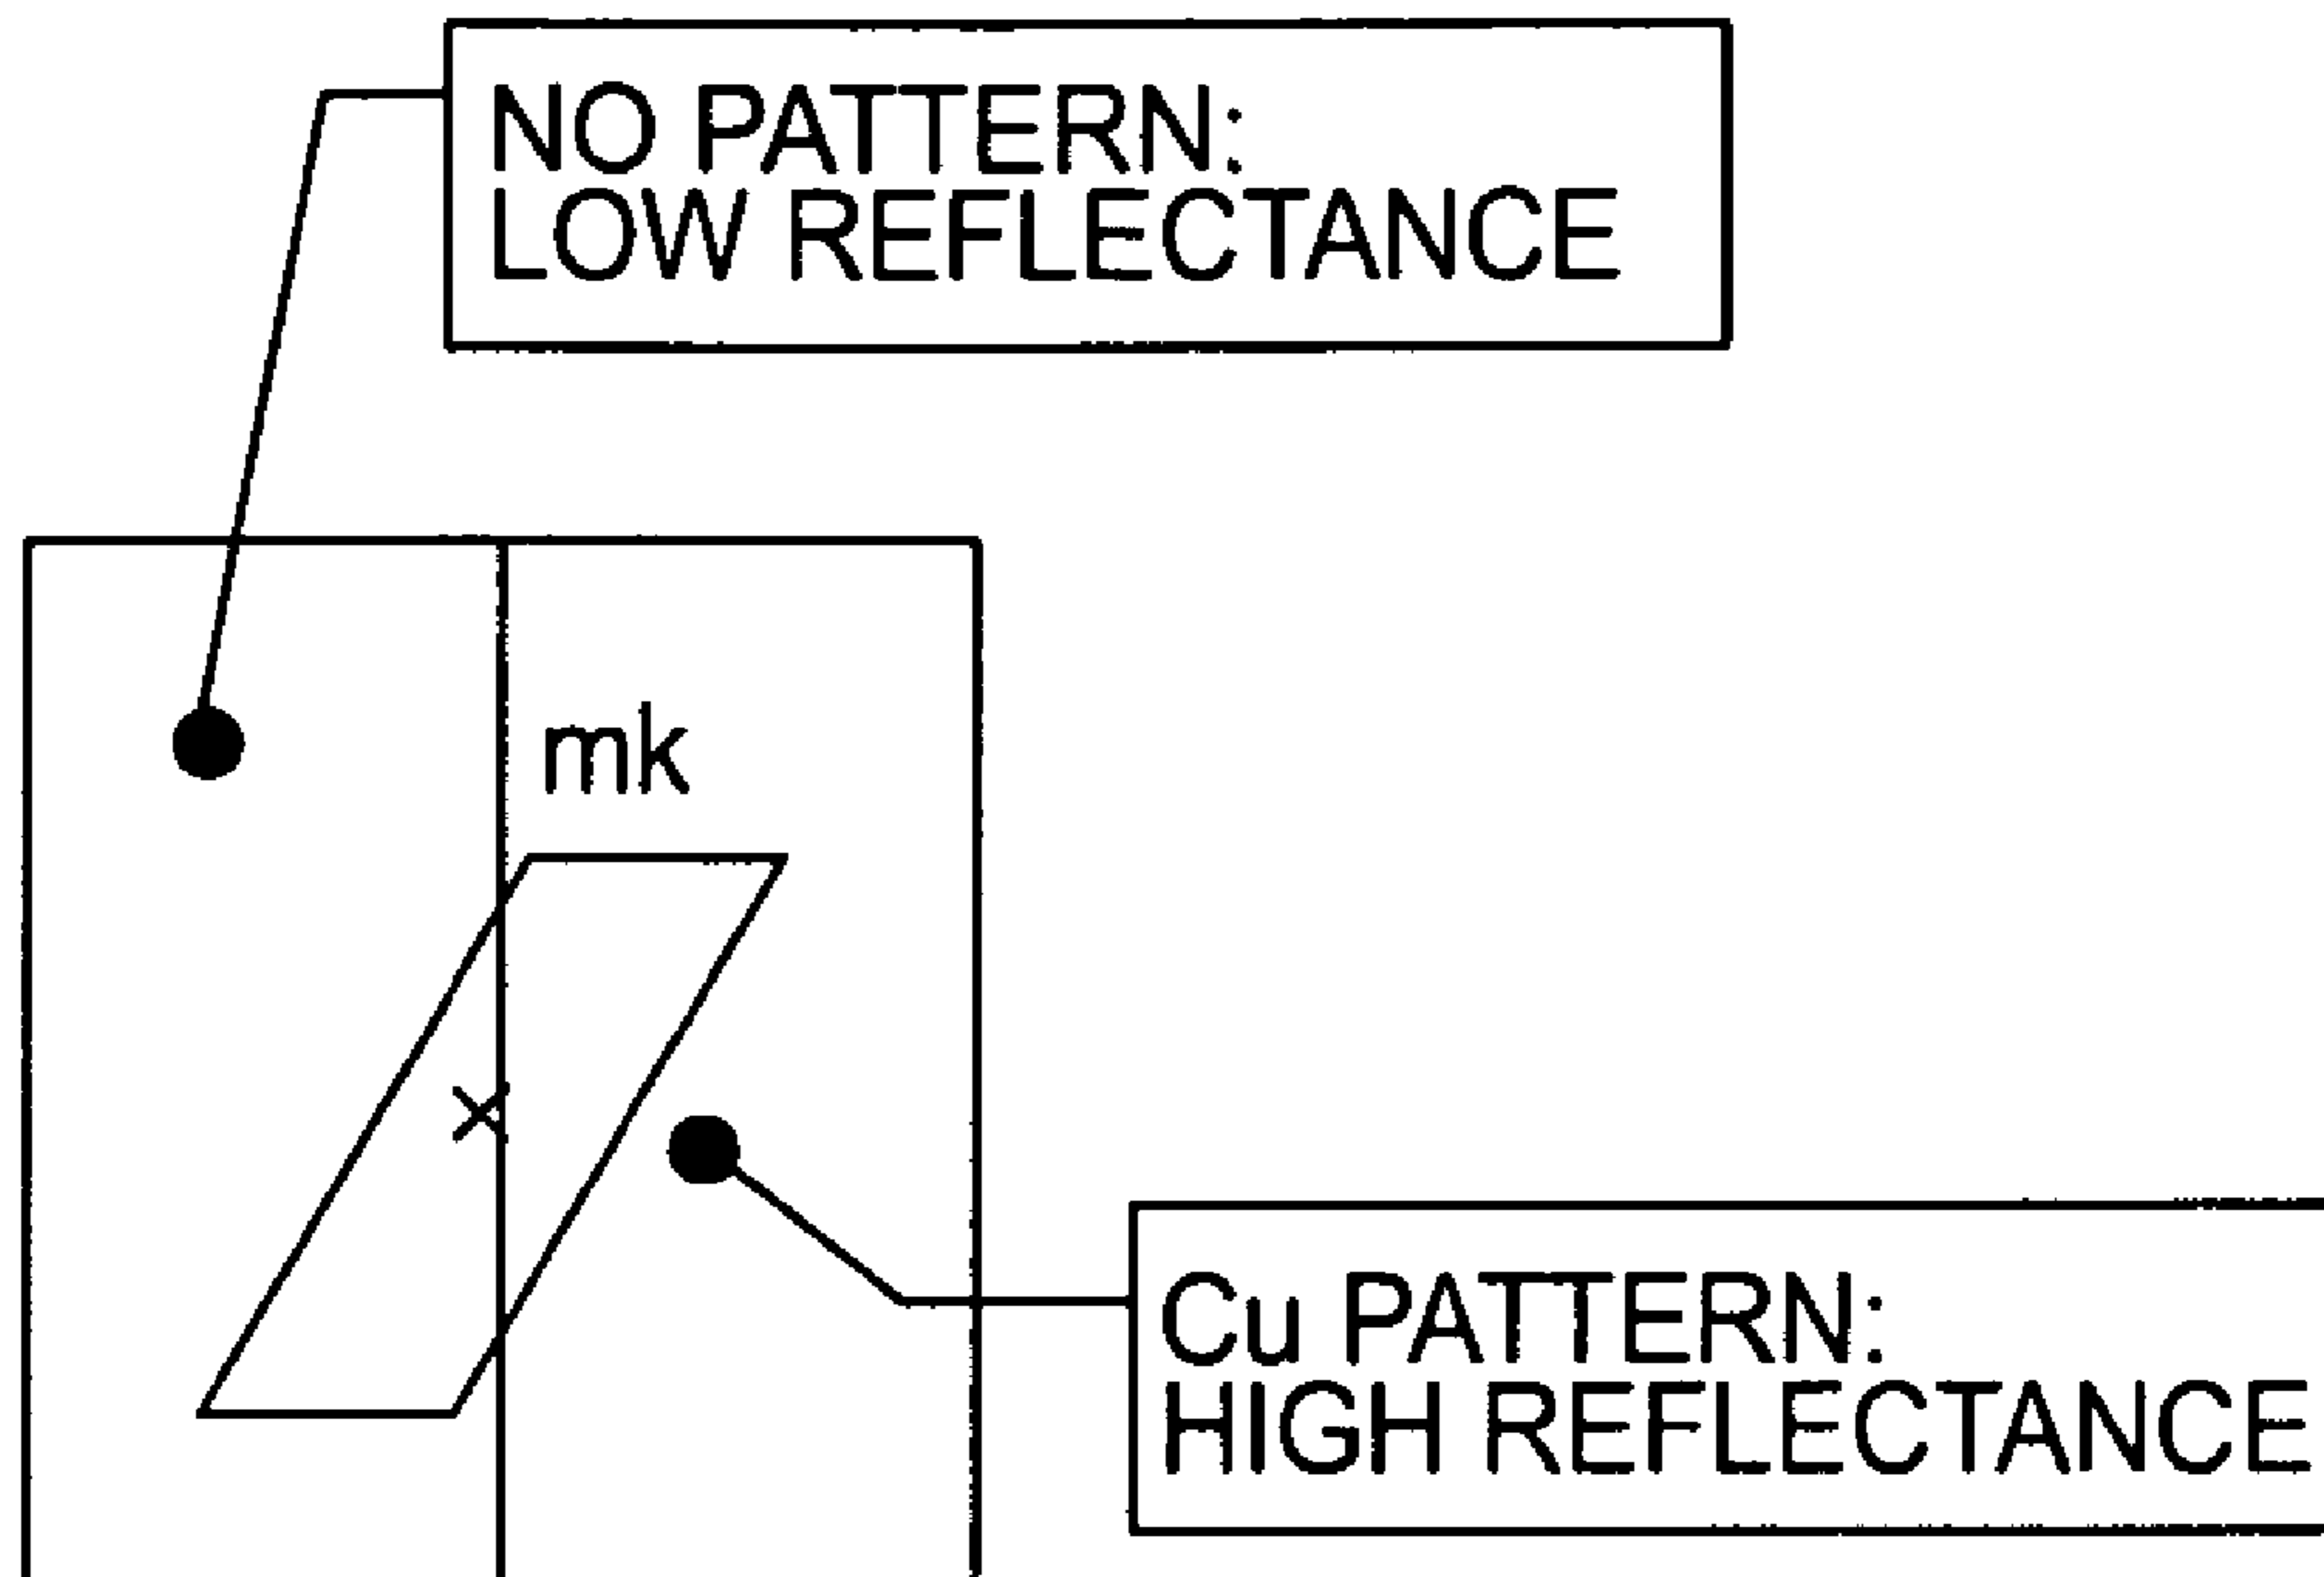 NO PATTERN:
LOW REFLECTANCE
mk
Cu PATTERN:
HIGH REFLECTANCE